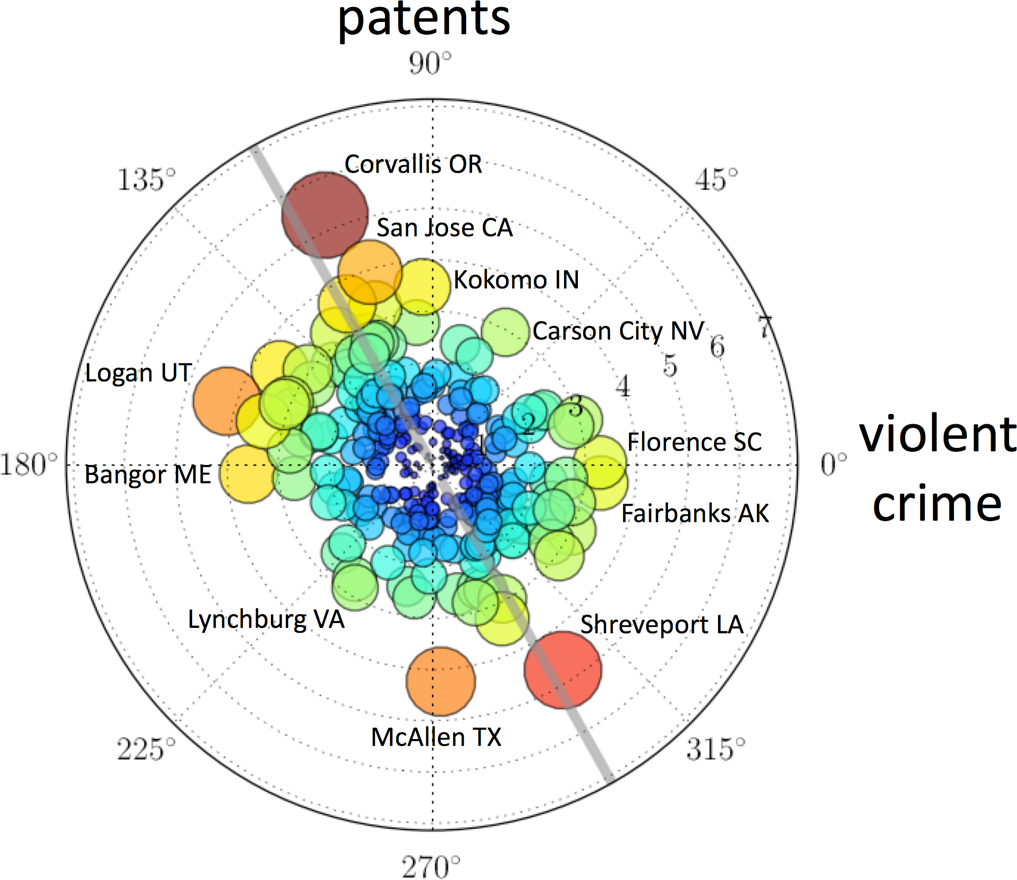 patents
90°
135°
45°
Corvallis OR
San Jose CA
Kokomo IN
Carson City NV
7
6
5
4
3
2
1
Logan UT
Florence SC
violent
crime
180°
0°
Bangor ME
Fairbanks AK
Lynchburg VA
Shreveport LA
McAllen TX
225°
315°
270°